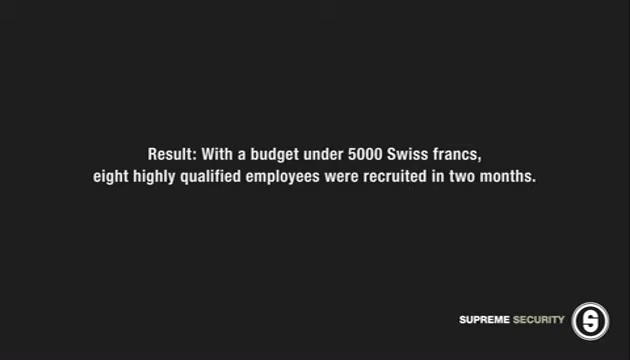 Result: With a budget under 5000 Swiss francs,
eight highly qualified employees were recruited in two months.
SUPREME SECURITY S